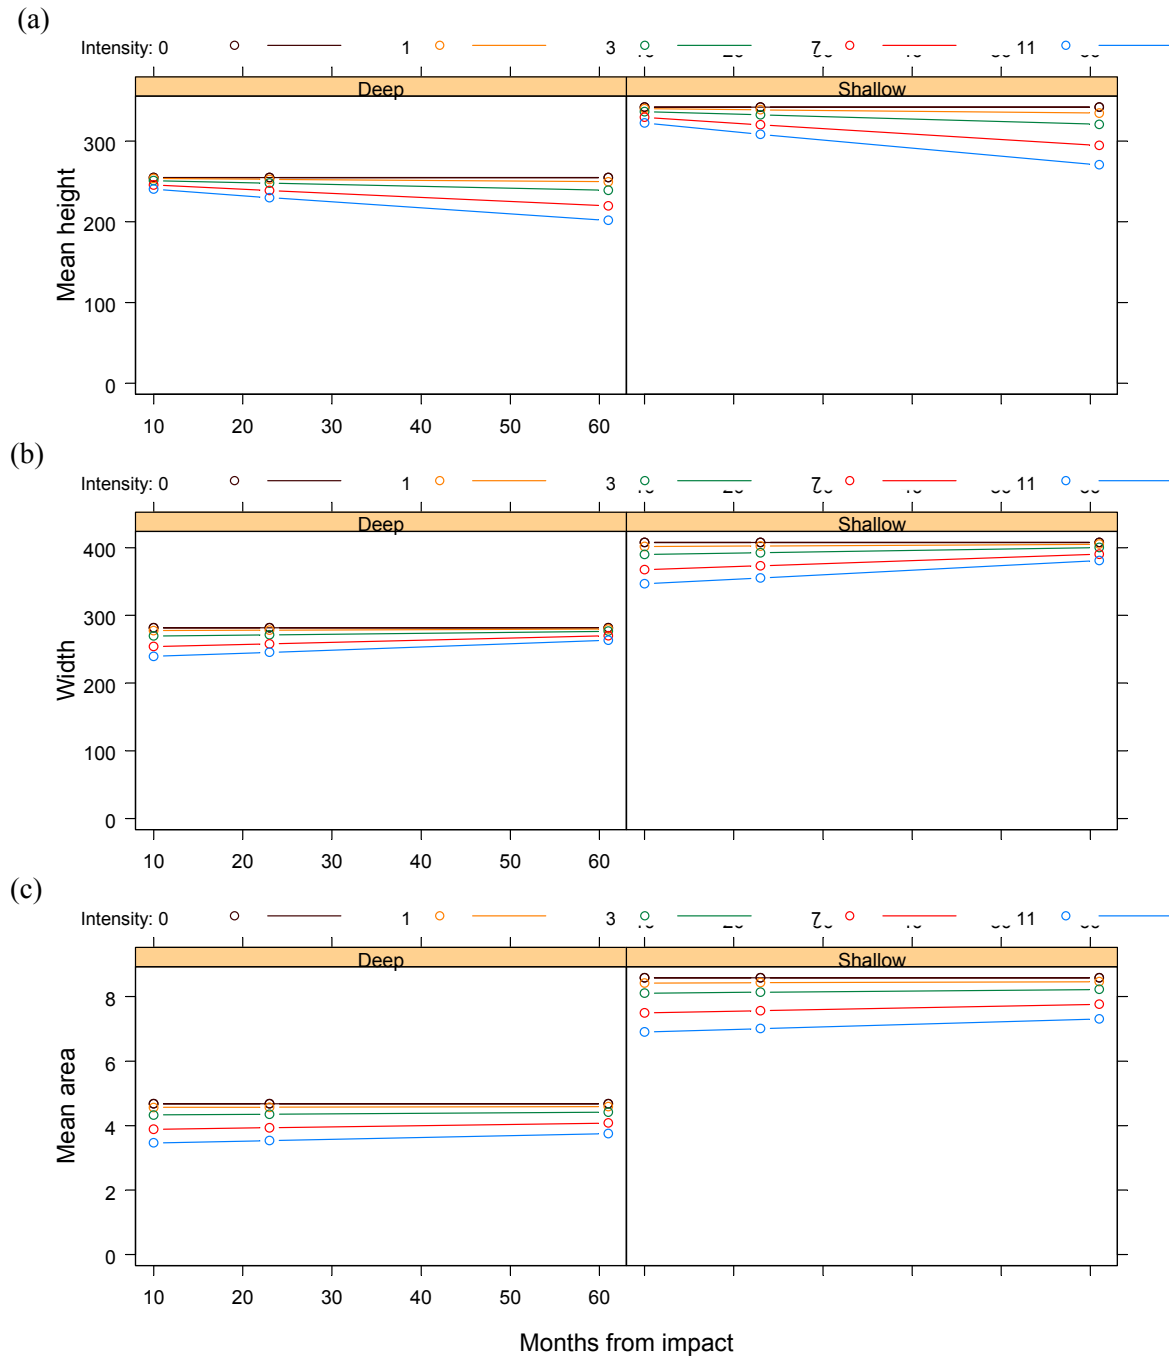 (a)
Intensity: 0 1 3 7 11
Deep Shallow
Mean height
300
200
100
0
10 20 30 40 50 60
(b)
Intensity: 0 1 3 7 11
Deep Shallow
Width
400
300
200
100
0
10 20 30 40 50 60
(c)
Intensity: 0 1 3 7 11
Deep Shallow
Mean area
8
6
4
2
0
10 20 30 40 50 60
Months from impact